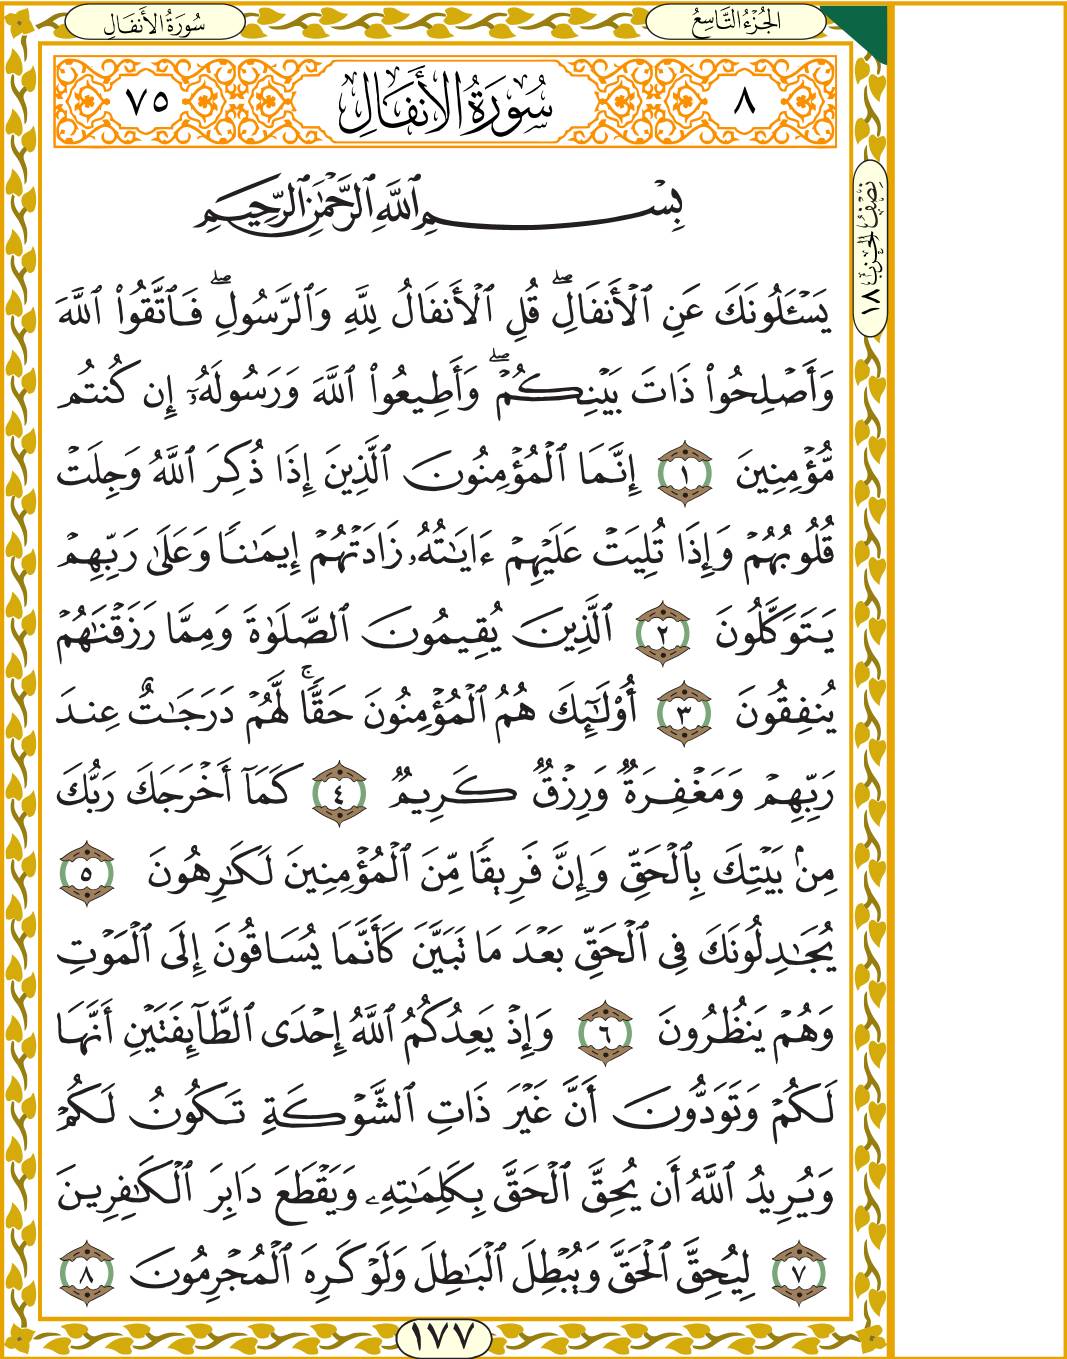 الجُزْءُ التَّاسِعُ
سُورَةُ الأَنفَالِ
٨
سُورَةُ الأَنفَالِ
٧٥
نِصْفُ الحِزْبِ ١٨
بِسْمِ اللَّهِ الرَّحْمَٰنِ الرَّحِيمِ
يَسْـَٔلُونَكَ عَنِ ٱلْأَنفَالِۖ قُلِ ٱلْأَنفَالُ لِلَّهِ وَٱلرَّسُولِۖ فَٱتَّقُوا۟ ٱللَّهَ
وَأَصْلِحُوا۟ ذَاتَ بَيْنِكُمْۖ وَأَطِيعُوا۟ ٱللَّهَ وَرَسُولَهُۥٓ إِن كُنتُم
مُّؤْمِنِينَ ١ إِنَّمَا ٱلْمُؤْمِنُونَ ٱلَّذِينَ إِذَا ذُكِرَ ٱللَّهُ وَجِلَتْ
قُلُوبُهُمْ وَإِذَا تُلِيَتْ عَلَيْهِمْ ءَايَٰتُهُۥ زَادَتْهُمْ إِيمَٰنًا وَعَلَىٰ رَبِّهِمْ
يَتَوَكَّلُونَ ٢ ٱلَّذِينَ يُقِيمُونَ ٱلصَّلَوٰةَ وَمِمَّا رَزَقْنَٰهُمْ
يُنفِقُونَ ٣ أُو۟لَٰٓئِكَ هُمُ ٱلْمُؤْمِنُونَ حَقًّاۚ لَّهُمْ دَرَجَٰتٌ عِندَ
رَبِّهِمْ وَمَغْفِرَةٌ وَرِزْقٌ كَرِيمٌ ٤ كَمَآ أَخْرَجَكَ رَبُّكَ
مِنۢ بَيْتِكَ بِٱلْحَقِّ وَإِنَّ فَرِيقًا مِّنَ ٱلْمُؤْمِنِينَ لَكَٰرِهُونَ ٥
يُجَٰدِلُونَكَ فِى ٱلْحَقِّ بَعْدَ مَا تَبَيَّنَ كَأَنَّمَا يُسَاقُونَ إِلَى ٱلْمَوْتِ
وَهُمْ يَنظُرُونَ ٦ وَإِذْ يَعِدُكُمُ ٱللَّهُ إِحْدَى ٱلطَّآئِفَتَيْنِ أَنَّهَا
لَكُمْ وَتَوَدُّونَ أَنَّ غَيْرَ ذَاتِ ٱلشَّوْكَةِ تَكُونُ لَكُمْ
وَيُرِيدُ ٱللَّهُ أَن يُحِقَّ ٱلْحَقَّ بِكَلِمَٰتِهِۦ وَيَقْطَعَ دَابِرَ ٱلْكَٰفِرِينَ
٧ لِيُحِقَّ ٱلْحَقَّ وَيُبْطِلَ ٱلْبَٰطِلَ وَلَوْ كَرِهَ ٱلْمُجْرِمُونَ ٨
١٧٧